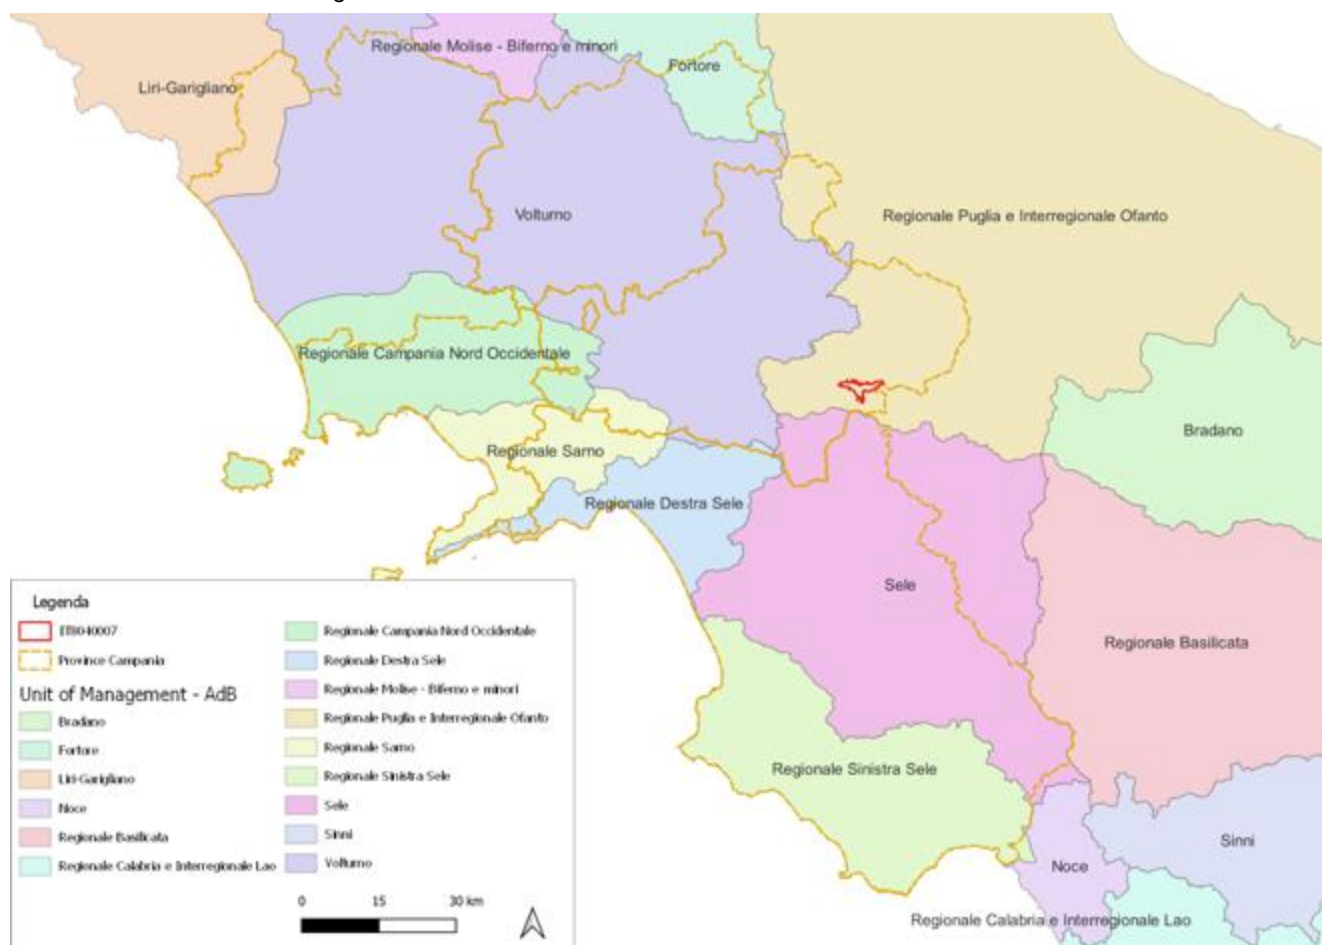 Regionale Molise - Biferno e minori
Fortore
Liri-Garigliano
Volturno
Regionale Puglia e Interregionale Ofanto
Regionale Campania Nord Occidentale
Bradano
Regionale Sarno
Regionale Destra Sele
Sele
Regionale Basilicata
Regionale Sinistra Sele
Sinni
Noce
Regionale Calabria e Interregionale Lao
Legenda
IT8040007
Province Campania
Unit of Management - AdB
Bradano
Fortore
Liri-Garigliano
Noce
Regionale Basilicata
Regionale Calabria e Interregionale Lao
Regionale Campania Nord Occidentale
Regionale Destra Sele
Regionale Molise - Biferno e minori
Regionale Puglia e Interregionale Ofanto
Regionale Sarno
Regionale Sinistra Sele
Sele
Sinni
Volturno
0 15 30 km